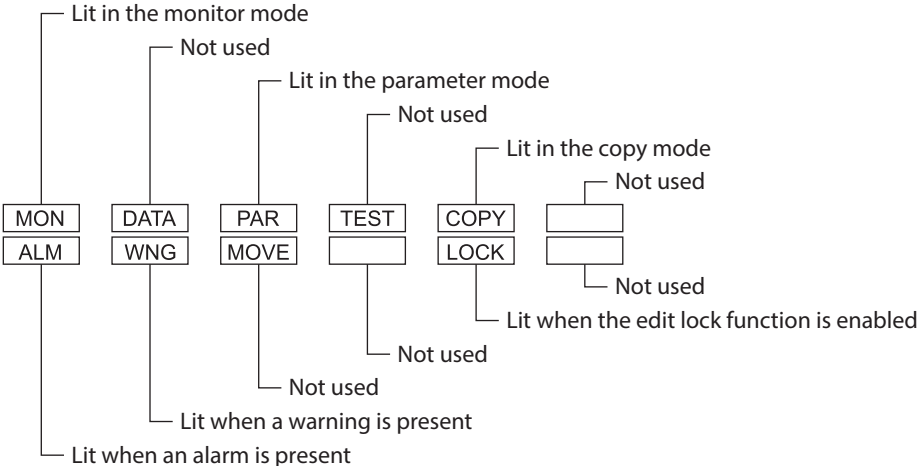 Lit in the monitor mode
Not used
Lit in the parameter mode
Not used
Lit in the copy mode
Not used
MON DATA PAR TEST COPY
ALM WNG MOVE LOCK
Not used
Lit when the edit lock function is enabled
Not used
Not used
Lit when a warning is present
Lit when an alarm is present